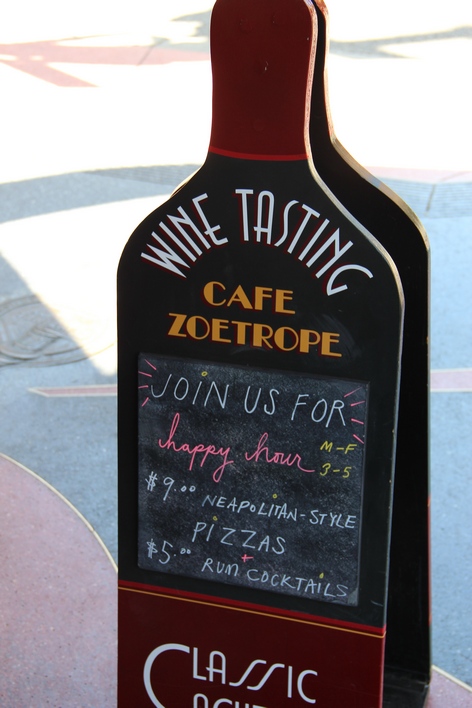 WINE TASTING
CAFE
ZOETROPE
JOIN US FOR
happy hour M-F
3-5
$9.00 NEAPOLITAN-STYLE
PIZZAS
$5.00 RUM COCKTAILS
CLASSIC